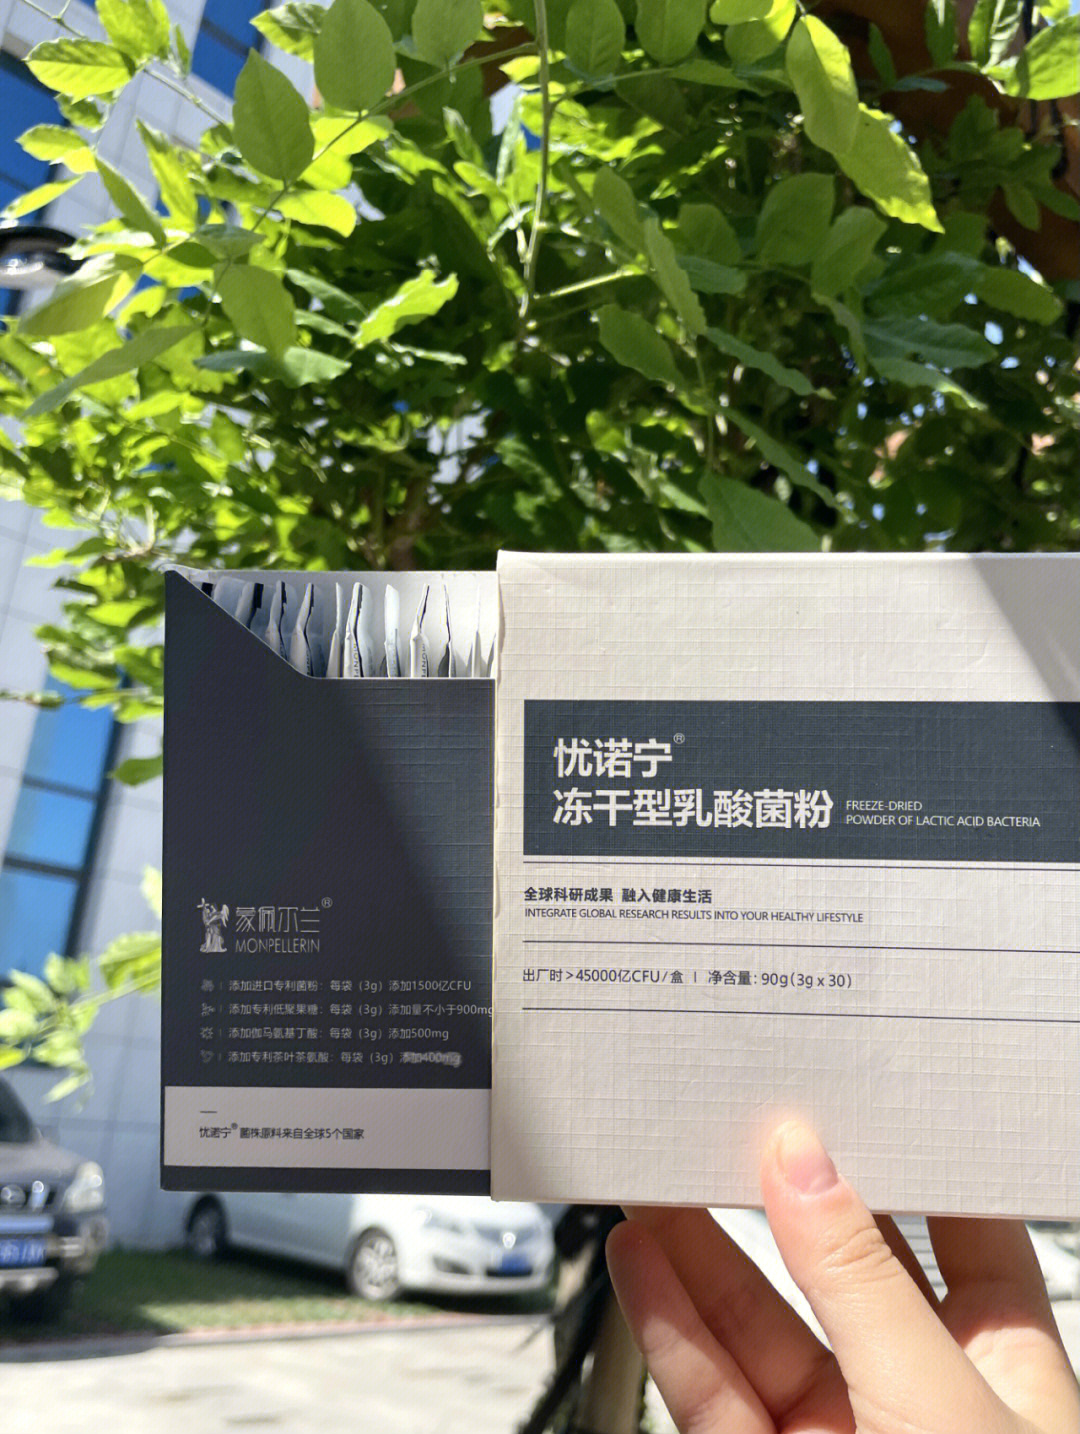 忧诺宁®
冻干型乳酸菌粉 FREEZE-DRIED
POWDER OF LACTIC ACID BACTERIA
全球科研成果 融入健康生活
INTEGRATE GLOBAL RESEARCH RESULTS INTO YOUR HEALTHY LIFESTYLE
出厂时>45000亿CFU/盒 | 净含量: 90g(3g x 30)
蒙佩尔兰®
MONPELLERIN
添加进口专利菌粉: 每袋 (3g) 添加1500亿CFU
添加专利低聚果糖: 每袋 (3g) 添加量不小于900mg
添加伽马氨基丁酸: 每袋 (3g) 添加500mg
添加专利茶叶茶氨酸: 每袋 (3g) 添加400mg
忧诺宁®菌株原料来自全球5个国家